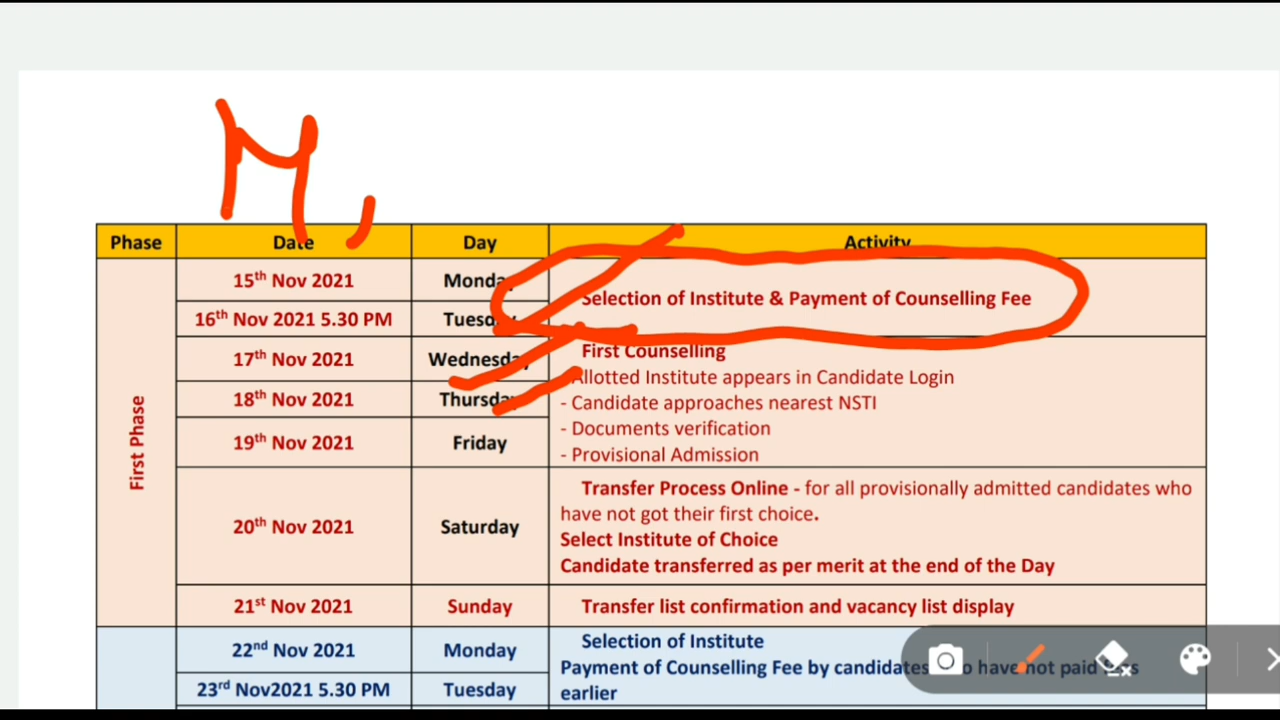 M,
Phase Date Day Activity
First Phase
15th Nov 2021 Monday Selection of Institute & Payment of Counselling Fee
16th Nov 2021 5.30 PM Tuesday
17th Nov 2021 Wednesday First Counselling
- Allotted Institute appears in Candidate Login
18th Nov 2021 Thursday - Candidate approaches nearest NSTI
- Documents verification
19th Nov 2021 Friday - Provisional Admission
20th Nov 2021 Saturday Transfer Process Online - for all provisionally admitted candidates who
have not got their first choice.
Select Institute of Choice
Candidate transferred as per merit at the end of the Day
21st Nov 2021 Sunday Transfer list confirmation and vacancy list display
22nd Nov 2021 Monday Selection of Institute
Payment of Counselling Fee by candidates who have not paid fees
23rd Nov2021 5.30 PM Tuesday earlier